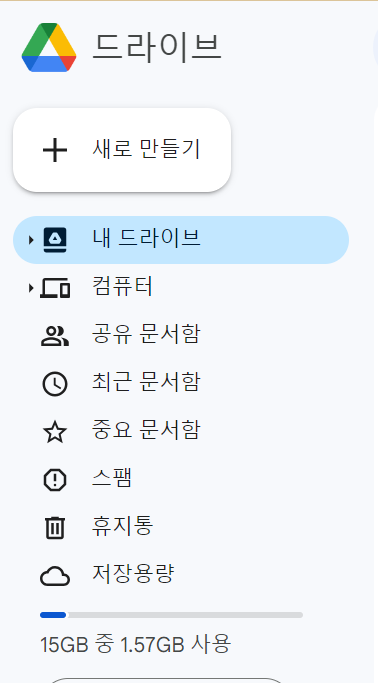 드라이브
새로 만들기
내 드라이브
컴퓨터
공유 문서함
최근 문서함
중요 문서함
스팸
휴지통
저장용량
15GB 중 1.57GB 사용